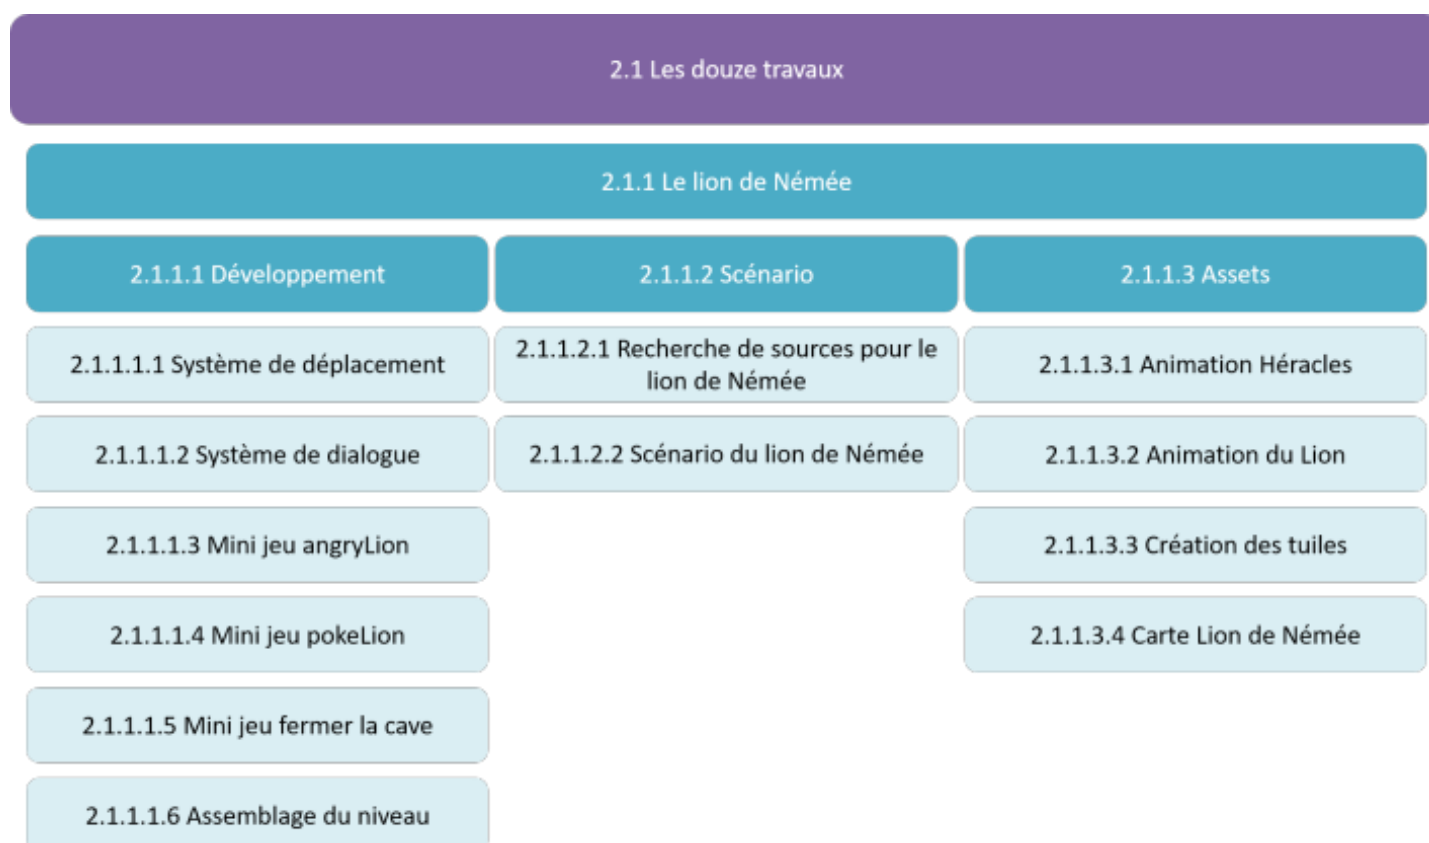 2.1 Les douze travaux
2.1.1 Le lion de Némée
2.1.1.1 Développement
2.1.1.2 Scénario
2.1.1.3 Assets
2.1.1.1.1 Système de déplacement
2.1.1.2.1 Recherche de sources pour le
lion de Némée
2.1.1.3.1 Animation Héracles
2.1.1.1.2 Système de dialogue
2.1.1.2.2 Scénario du lion de Némée
2.1.1.3.2 Animation du Lion
2.1.1.1.3 Mini jeu angryLion
2.1.1.3.3 Création des tuiles
2.1.1.1.4 Mini jeu pokeLion
2.1.1.3.4 Carte Lion de Némée
2.1.1.1.5 Mini jeu fermer la cave
2.1.1.1.6 Assemblage du niveau